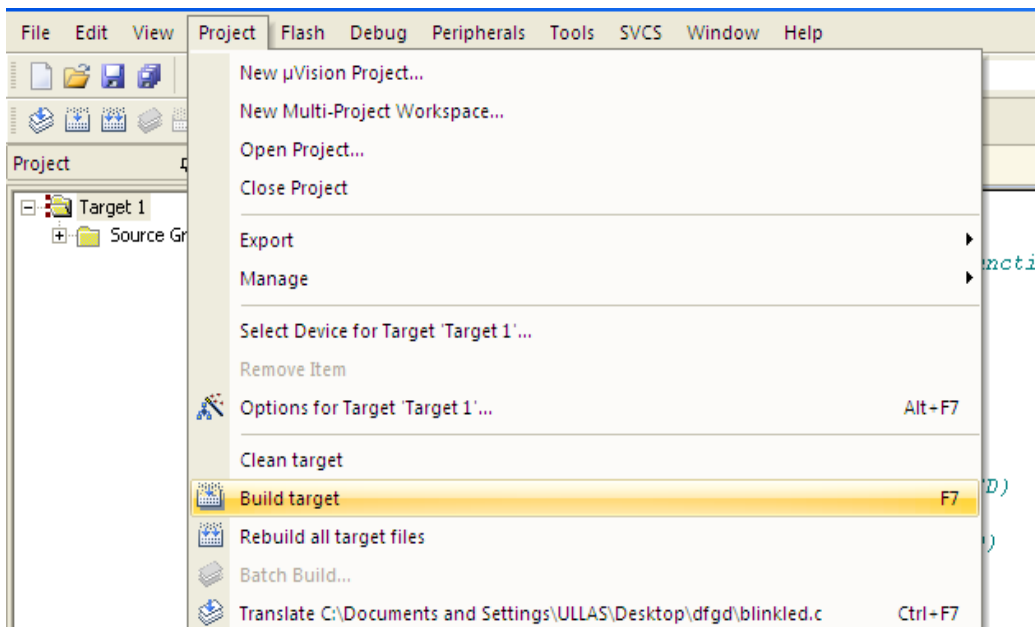 File Edit View Project Flash Debug Peripherals Tools SVCS Window Help
New µVision Project...
New Multi-Project Workspace...
Open Project...
Project
Close Project
Target 1
Source Gr
Export
Manage
Select Device for Target 'Target 1'...
Remove Item
Options for Target 'Target 1'... Alt+F7
Clean target
Build target F7
Rebuild all target files
Batch Build...
Translate C:\Documents and Settings\ULLAS\Desktop\dfgd\blinkled.c Ctrl+F7